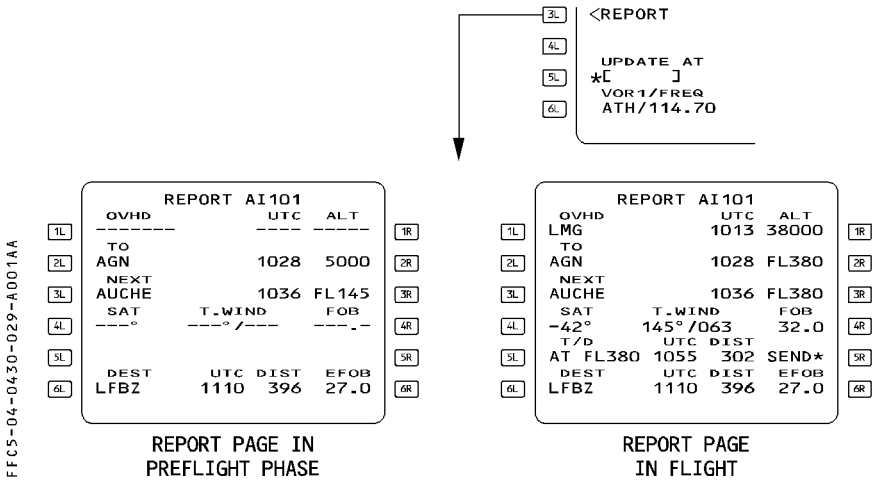 3L <REPORT
4L
UPDATE AT
5L *[ ]
VOR1/FREQ
6L ATH/114.70
REPORT AI101
OVHD UTC ALT
1L ------- ---- ----- 1R
TO
2L AGN 1028 5000 2R
NEXT
3L AUCHE 1036 FL145 3R
SAT T.WIND FOB
4L ---° ---°/--- ---.- 4R
5L 5R
DEST UTC DIST EFOB
6L LFBZ 1110 396 27.0 6R
REPORT PAGE IN
PREFLIGHT PHASE
REPORT AI101
OVHD UTC ALT
1L LMG 1013 38000 1R
TO
2L AGN 1028 FL380 2R
NEXT
3L AUCHE 1036 FL380 3R
SAT T.WIND FOB
4L -42° 145°/063 32.0 4R
T/D UTC DIST
5L AT FL380 1055 302 SEND* 5R
DEST UTC DIST EFOB
6L LFBZ 1110 396 27.0 6R
REPORT PAGE
IN FLIGHT
FFC5-04-0430-029-A001AA